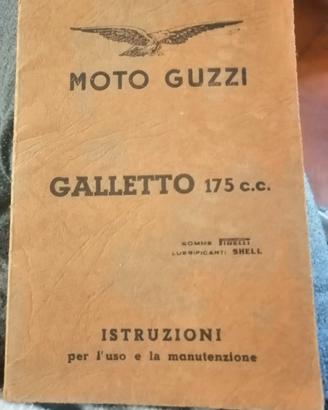 MOTO GUZZI
GALLETTO 175 c.c.
GOMME PIRELLI
LUBRIFICANTI SHELL
ISTRUZIONI
per l'uso e la manutenzione